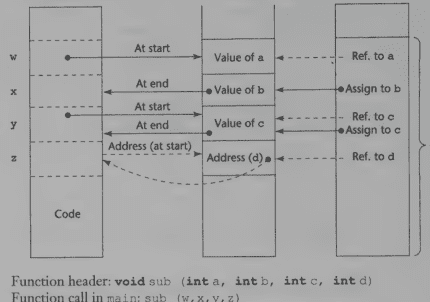 w At start Value of a Ref. to a
x At end Value of b Assign to b
At start Ref. to c
y At end Value of c Assign to c
Address (at start)
z Address (d) Ref. to d
Code
Function header: void sub (int a, int b, int c, int d)
Function call in main: sub (w,x,y,z)